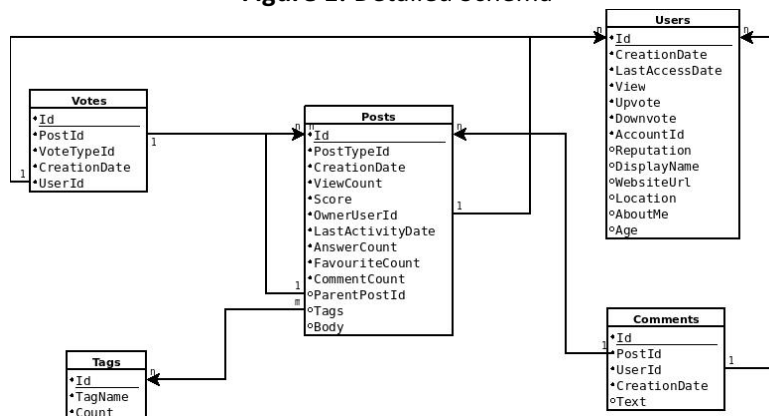 Figure 1: Detailed schema
Votes
Id
PostId
VoteTypeId
CreationDate
UserId
Posts
Id
PostTypeId
CreationDate
ViewCount
Score
OwnerUserId
LastActivityDate
AnswerCount
FavouriteCount
CommentCount
ParentPostId
Tags
Body
Users
Id
CreationDate
LastAccessDate
View
Upvote
Downvote
AccountId
Reputation
DisplayName
WebsiteUrl
Location
AboutMe
Age
Tags
Id
TagName
Count
Comments
Id
PostId
UserId
CreationDate
Text
n
n
1
n
n
n
1
1
1
1
m
n
1
1